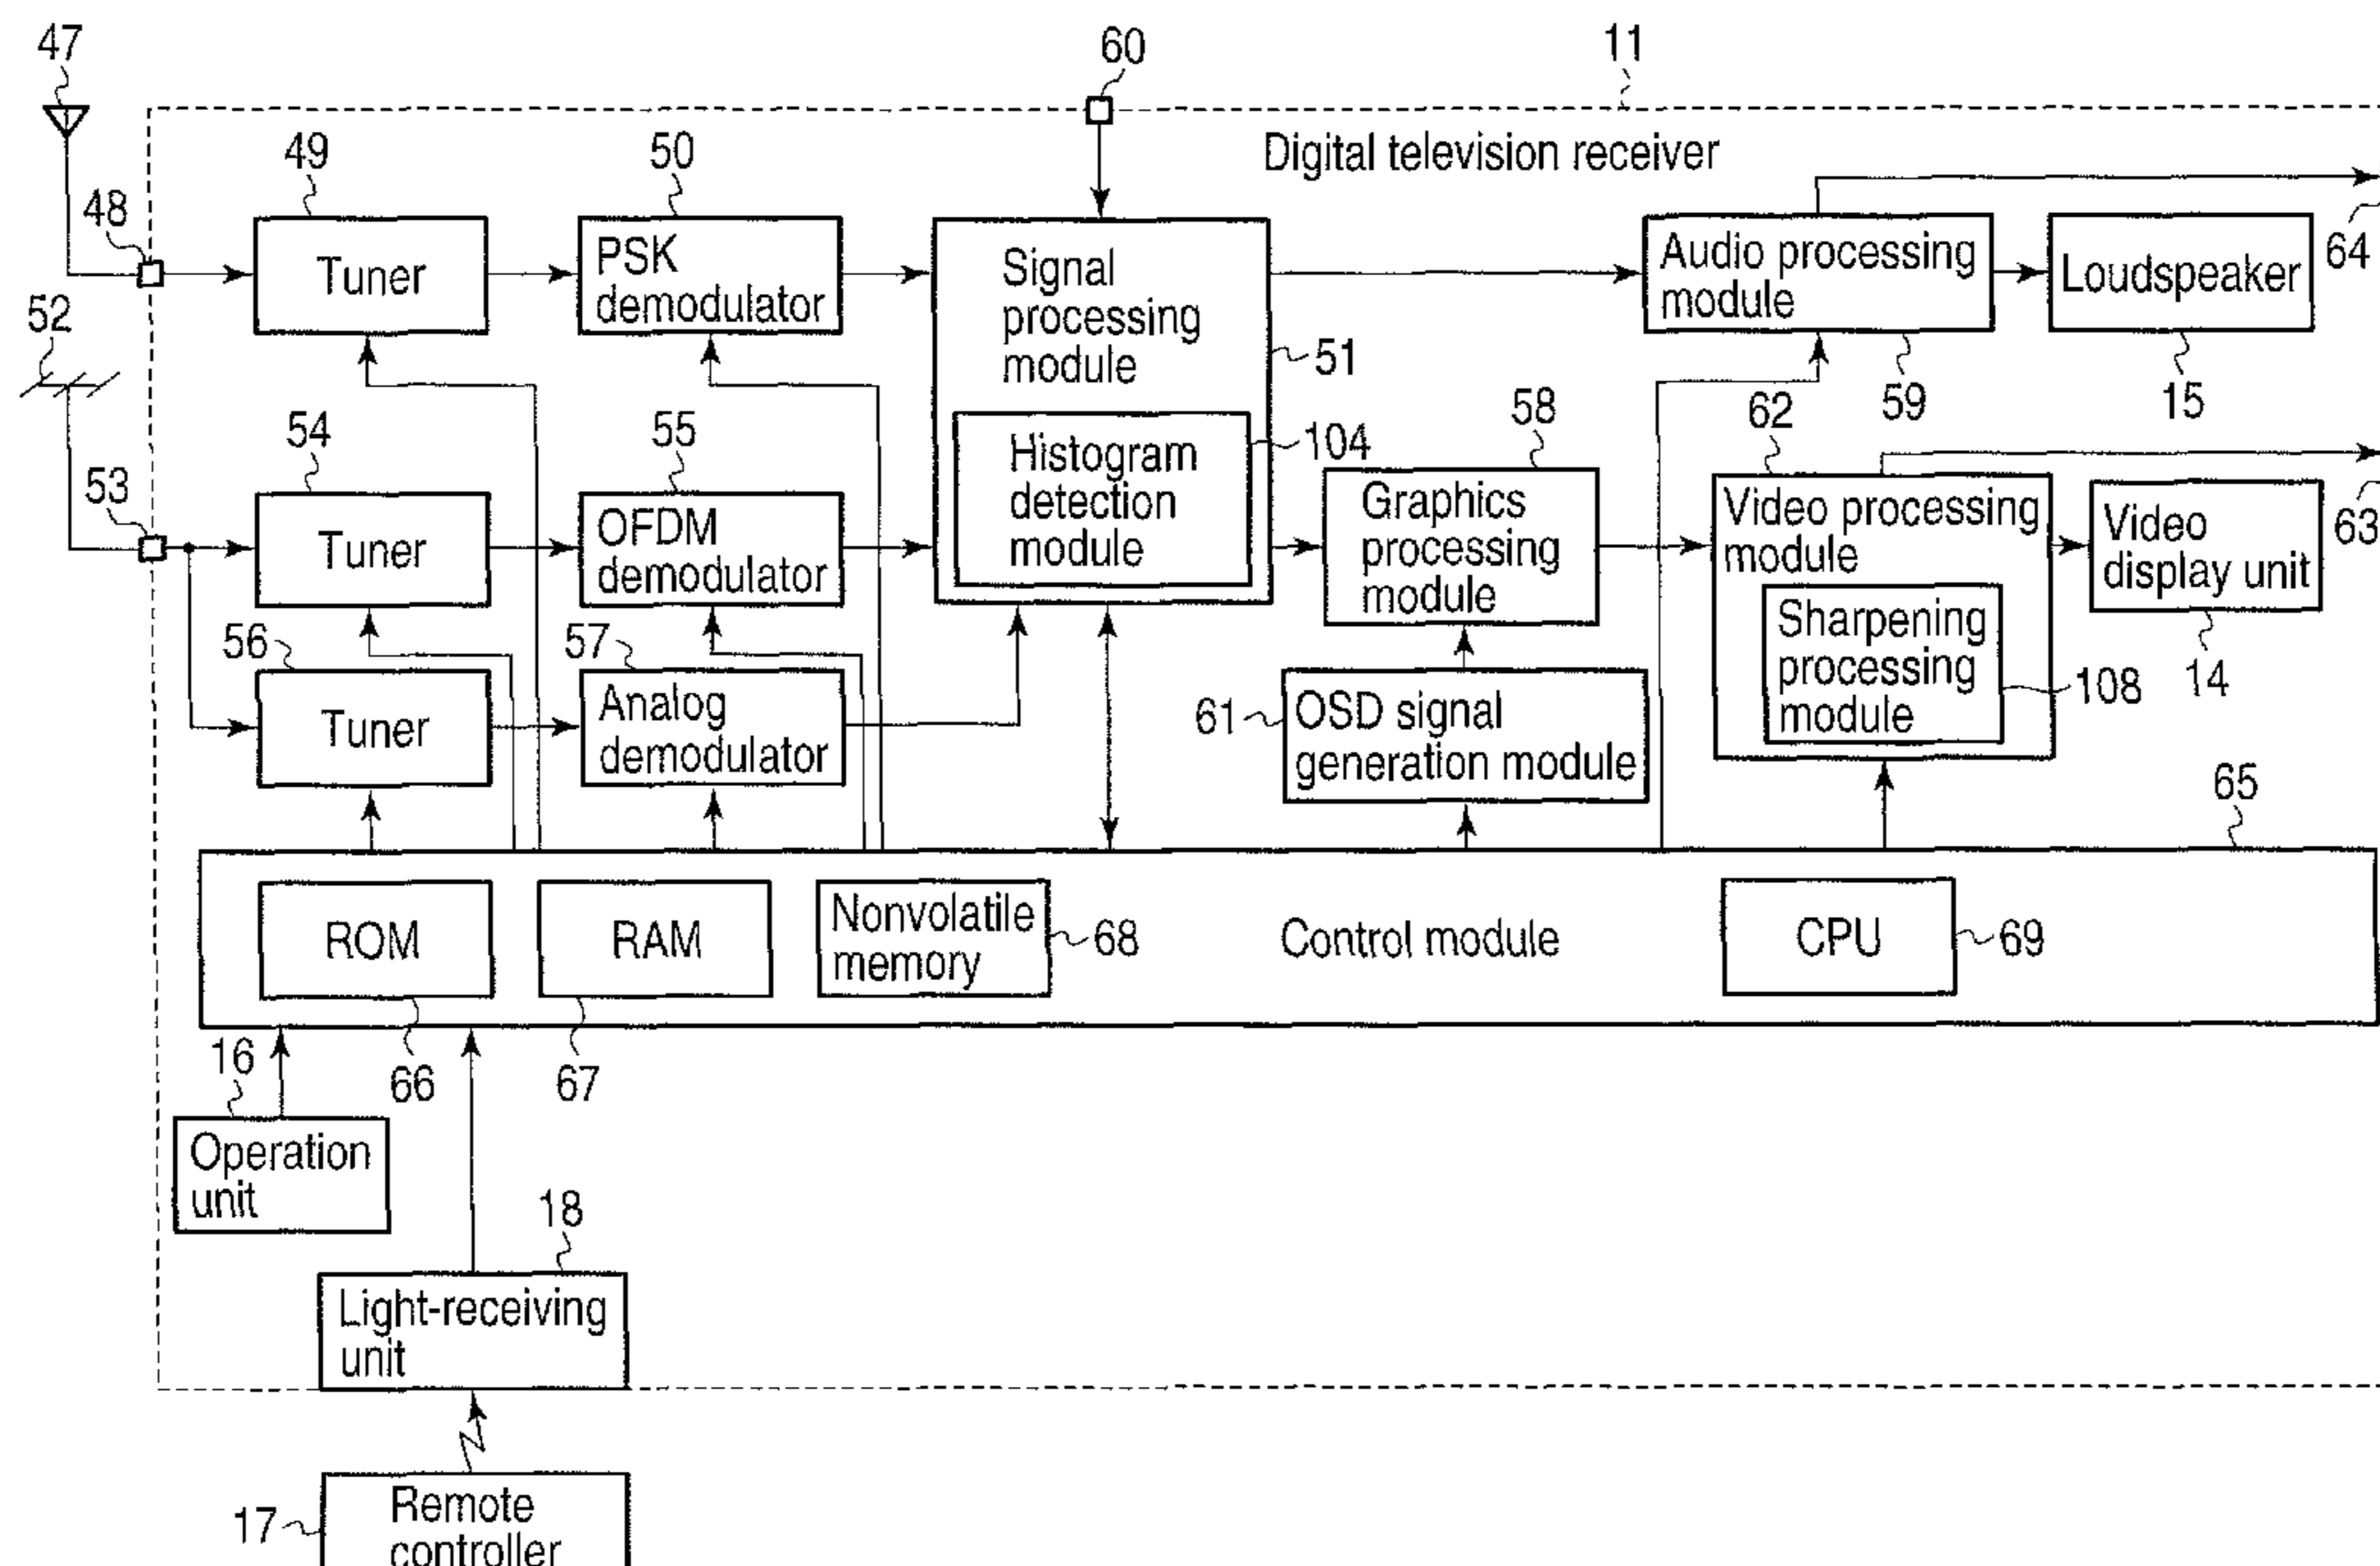 47
60
11
Digital television receiver
49
50
48
Tuner
PSK
demodulator
Signal
processing
module
Audio processing
module
Loudspeaker
64
52
51
62
59
15
54
55
Histogram
detection
module
104
58
53
Tuner
OFDM
demodulator
Graphics
processing
module
Video processing
module
Video
display unit
63
56
57
Sharpening
processing
module
108
14
Tuner
Analog
demodulator
61
OSD signal
generation module
65
ROM
RAM
Nonvolatile
memory
68
Control module
CPU
69
16
66
67
Operation
unit
18
Light-receiving
unit
17
Remote
controller